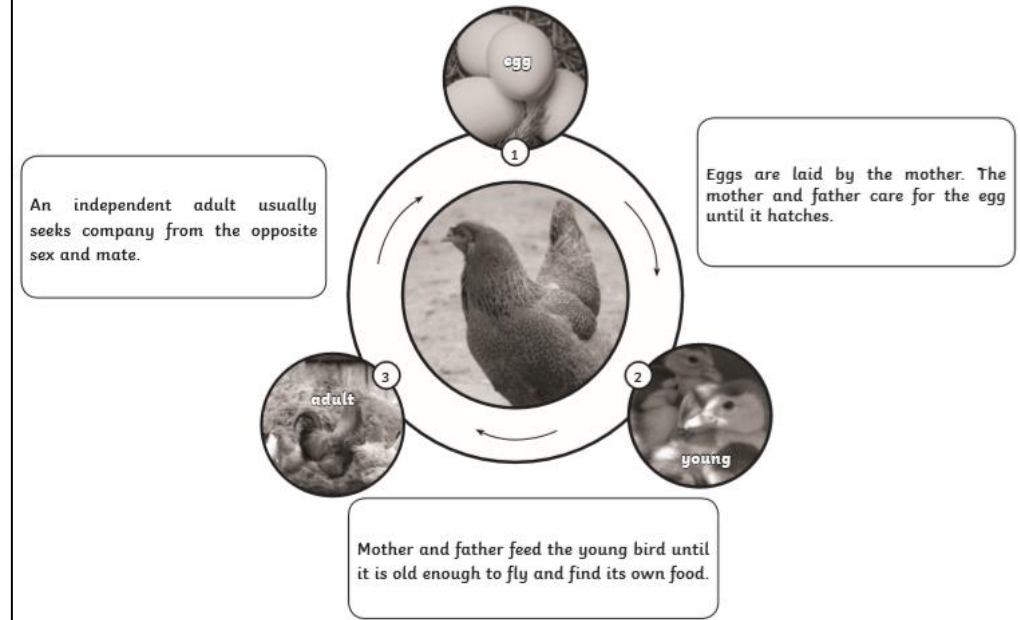 egg
1
Eggs are laid by the mother. The
mother and father care for the egg
until it hatches.
2
young
Mother and father feed the young bird until
it is old enough to fly and find its own food.
3
adult
An independent adult usually
seeks company from the opposite
sex and mate.